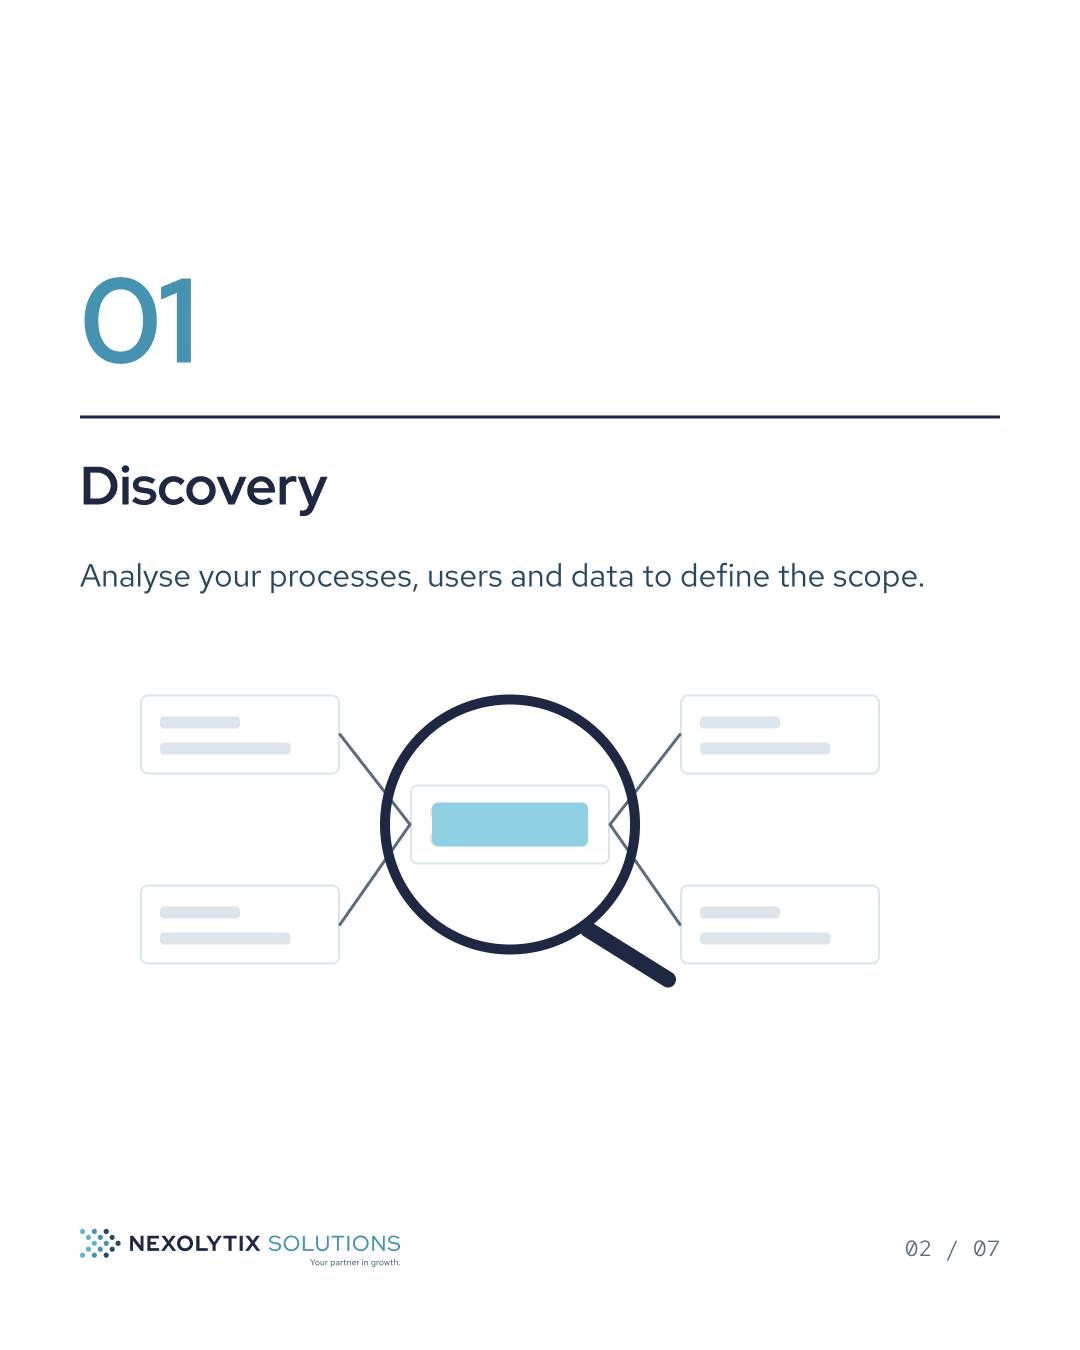 01
Discovery
Analyse your processes, users and data to define the scope.
NEXOLYTIX SOLUTIONS
Your partner in growth.
02 / 07